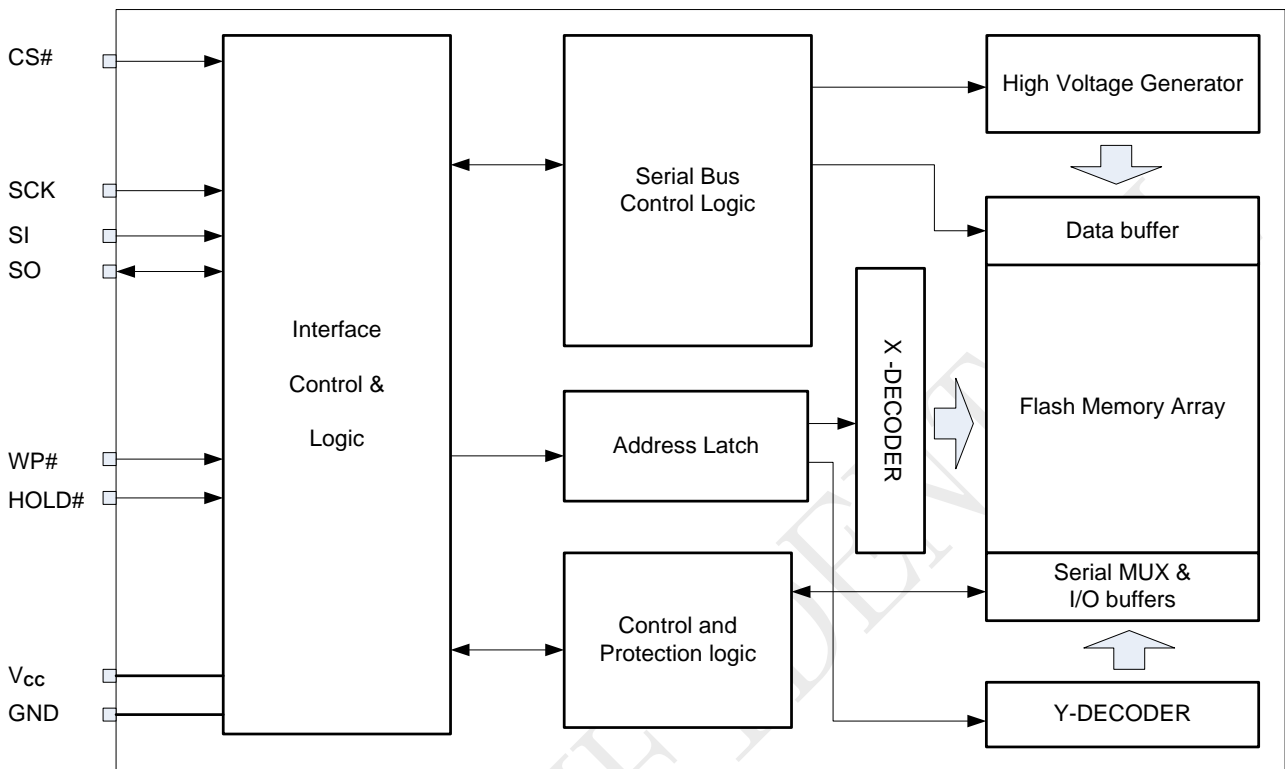 CS#
SCK
SI
SO
WP#
HOLD#
Vcc
GND
Interface
Control &
Logic
Serial Bus
Control Logic
Address Latch
Control and
Protection logic
X-DECODER
High Voltage Generator
Data buffer
Flash Memory Array
Serial MUX &
I/O buffers
Y-DECODER